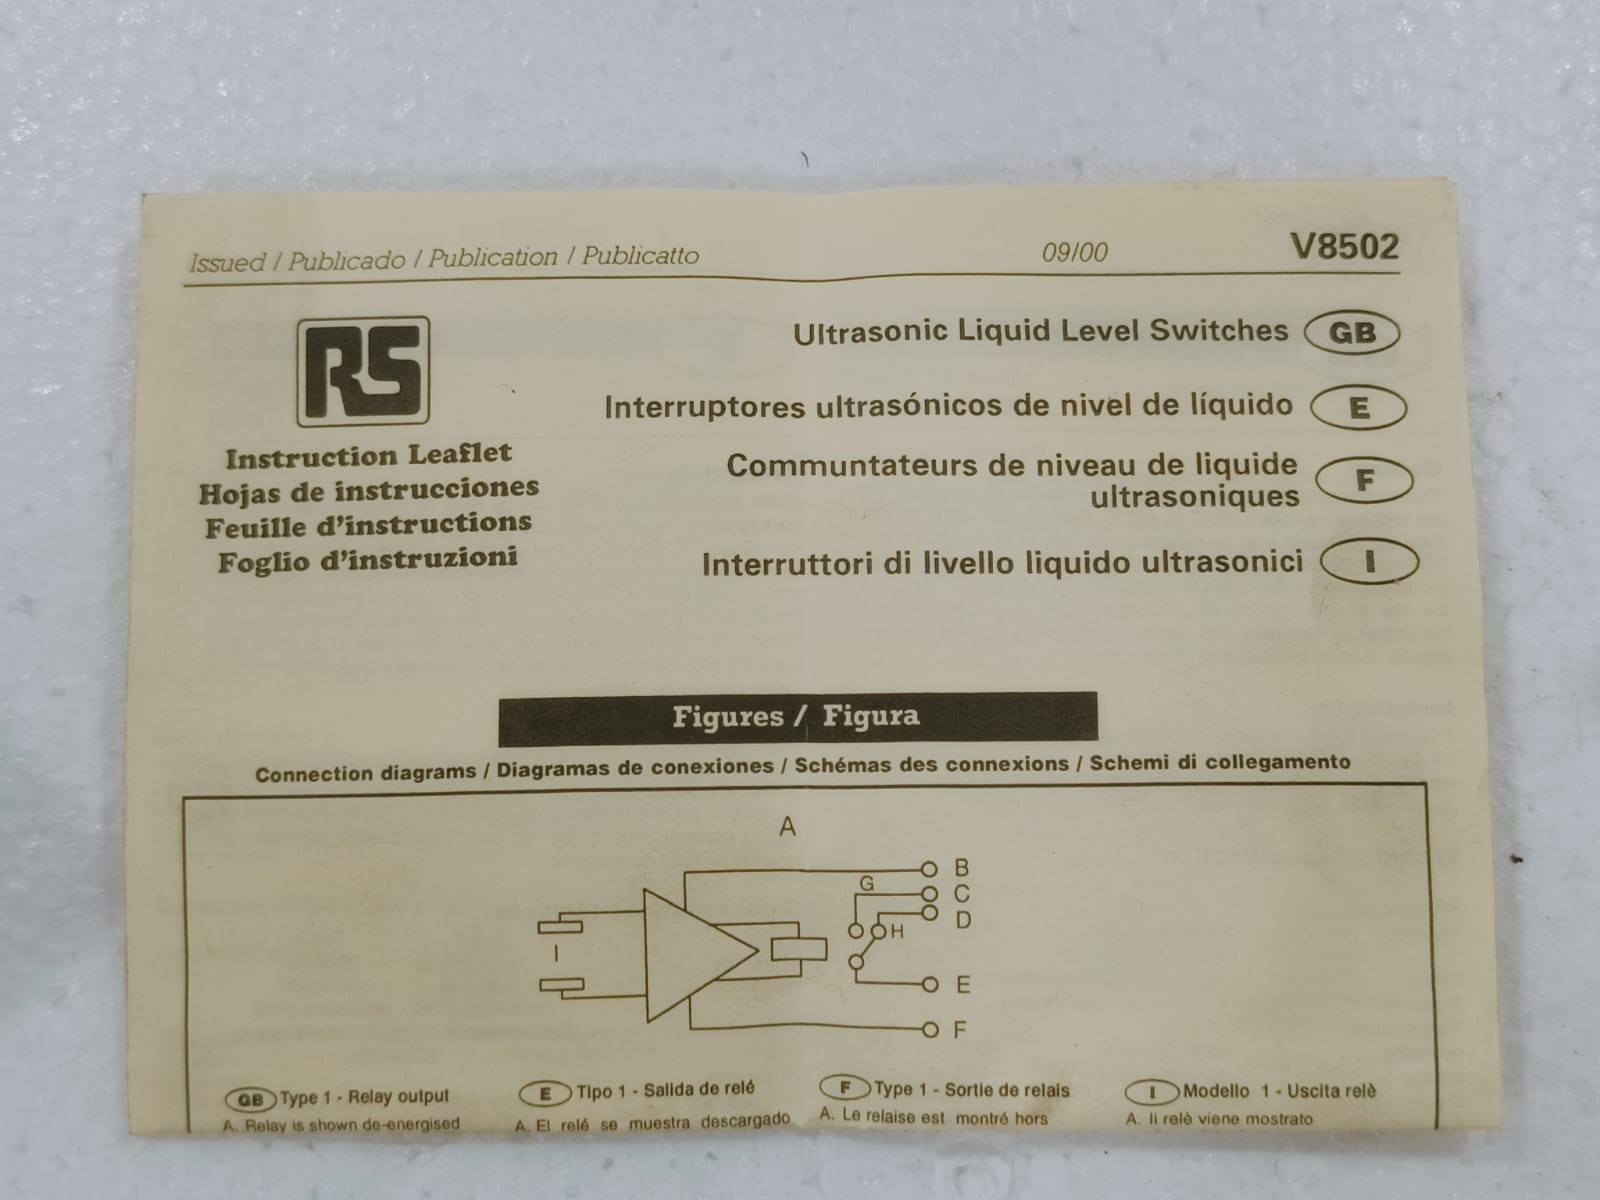 Issued / Publicado / Publication / Publicatto 09/00 V8502
RS
Instruction Leaflet
Hojas de instrucciones
Feuille d'instructions
Foglio d'instruzioni
Ultrasonic Liquid Level Switches GB
Interruptores ultrasónicos de nivel de líquido E
Communtateurs de niveau de liquide
ultrasoniques F
Interruttori di livello liquido ultrasonici I
Figures / Figura
Connection diagrams / Diagramas de conexiones / Schémas des connexions / Schemi di collegamento
A
B
G C
D
H
I
E
F
GB Type 1 - Relay output
A. Relay is shown de-energised
E Tipo 1 - Salida de relé
A. El relé se muestra descargado
F Type 1 - Sortie de relais
A. Le relaise est montré hors
I Modello 1 - Uscita relè
A. Il relè viene mostrato